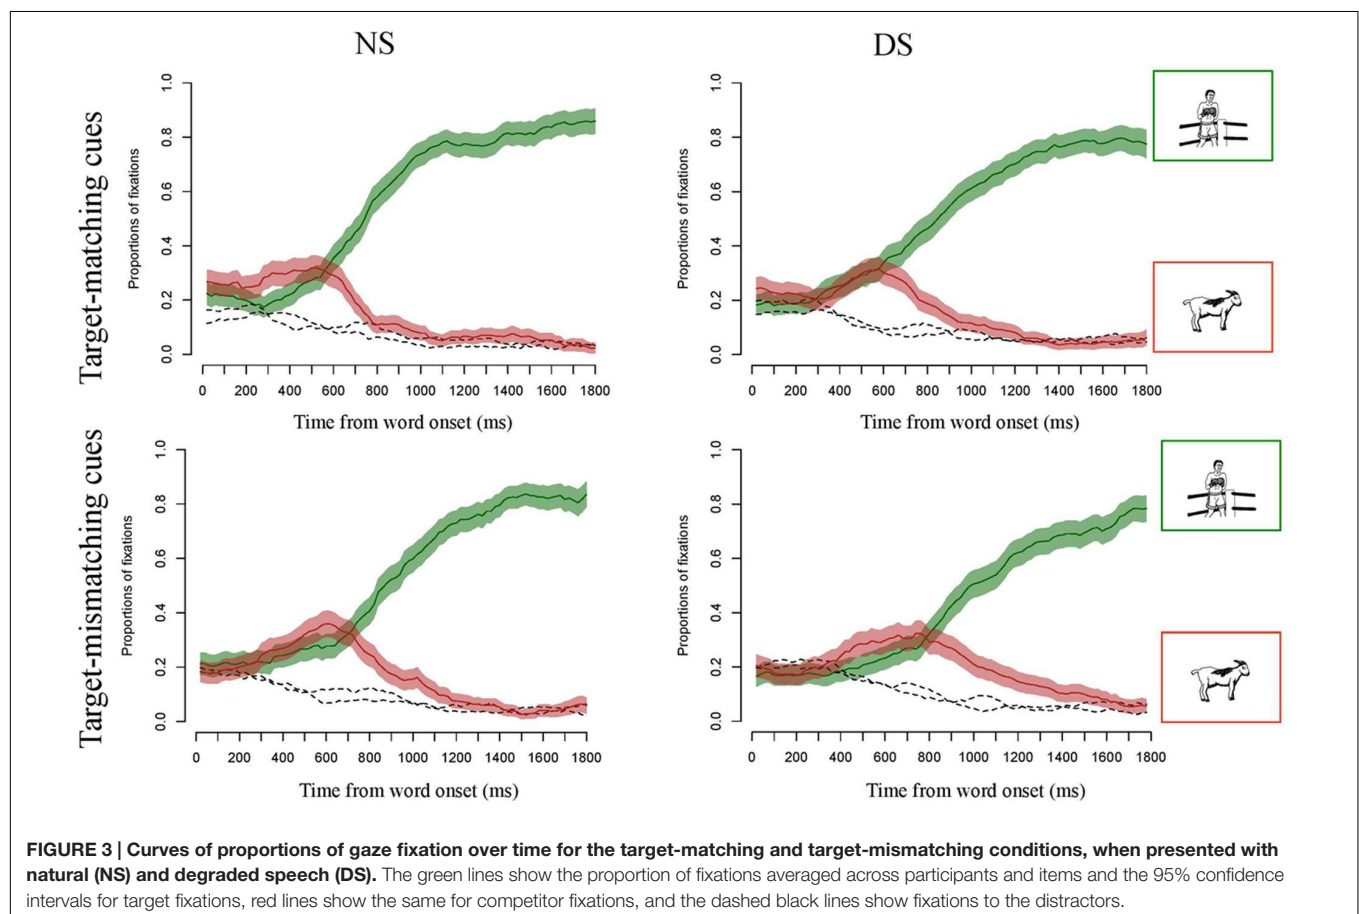 NS
DS
Target-matching cues
Proportions of fixations
0.0 0.2 0.4 0.6 0.8 1.0
0 200 400 600 800 1000 1200 1400 1600 1800
Time from word onset (ms)
Proportions of fixations
0.0 0.2 0.4 0.6 0.8 1.0
0 200 400 600 800 1000 1200 1400 1600 1800
Time from word onset (ms)
Target-mismatching cues
Proportions of fixations
0.0 0.2 0.4 0.6 0.8 1.0
0 200 400 600 800 1000 1200 1400 1600 1800
Time from word onset (ms)
Proportions of fixations
0.0 0.2 0.4 0.6 0.8 1.0
0 200 400 600 800 1000 1200 1400 1600 1800
Time from word onset (ms)
FIGURE 3 | Curves of proportions of gaze fixation over time for the target-matching and target-mismatching conditions, when presented with
natural (NS) and degraded speech (DS). The green lines show the proportion of fixations averaged across participants and items and the 95% confidence
intervals for target fixations, red lines show the same for competitor fixations, and the dashed black lines show fixations to the distractors.